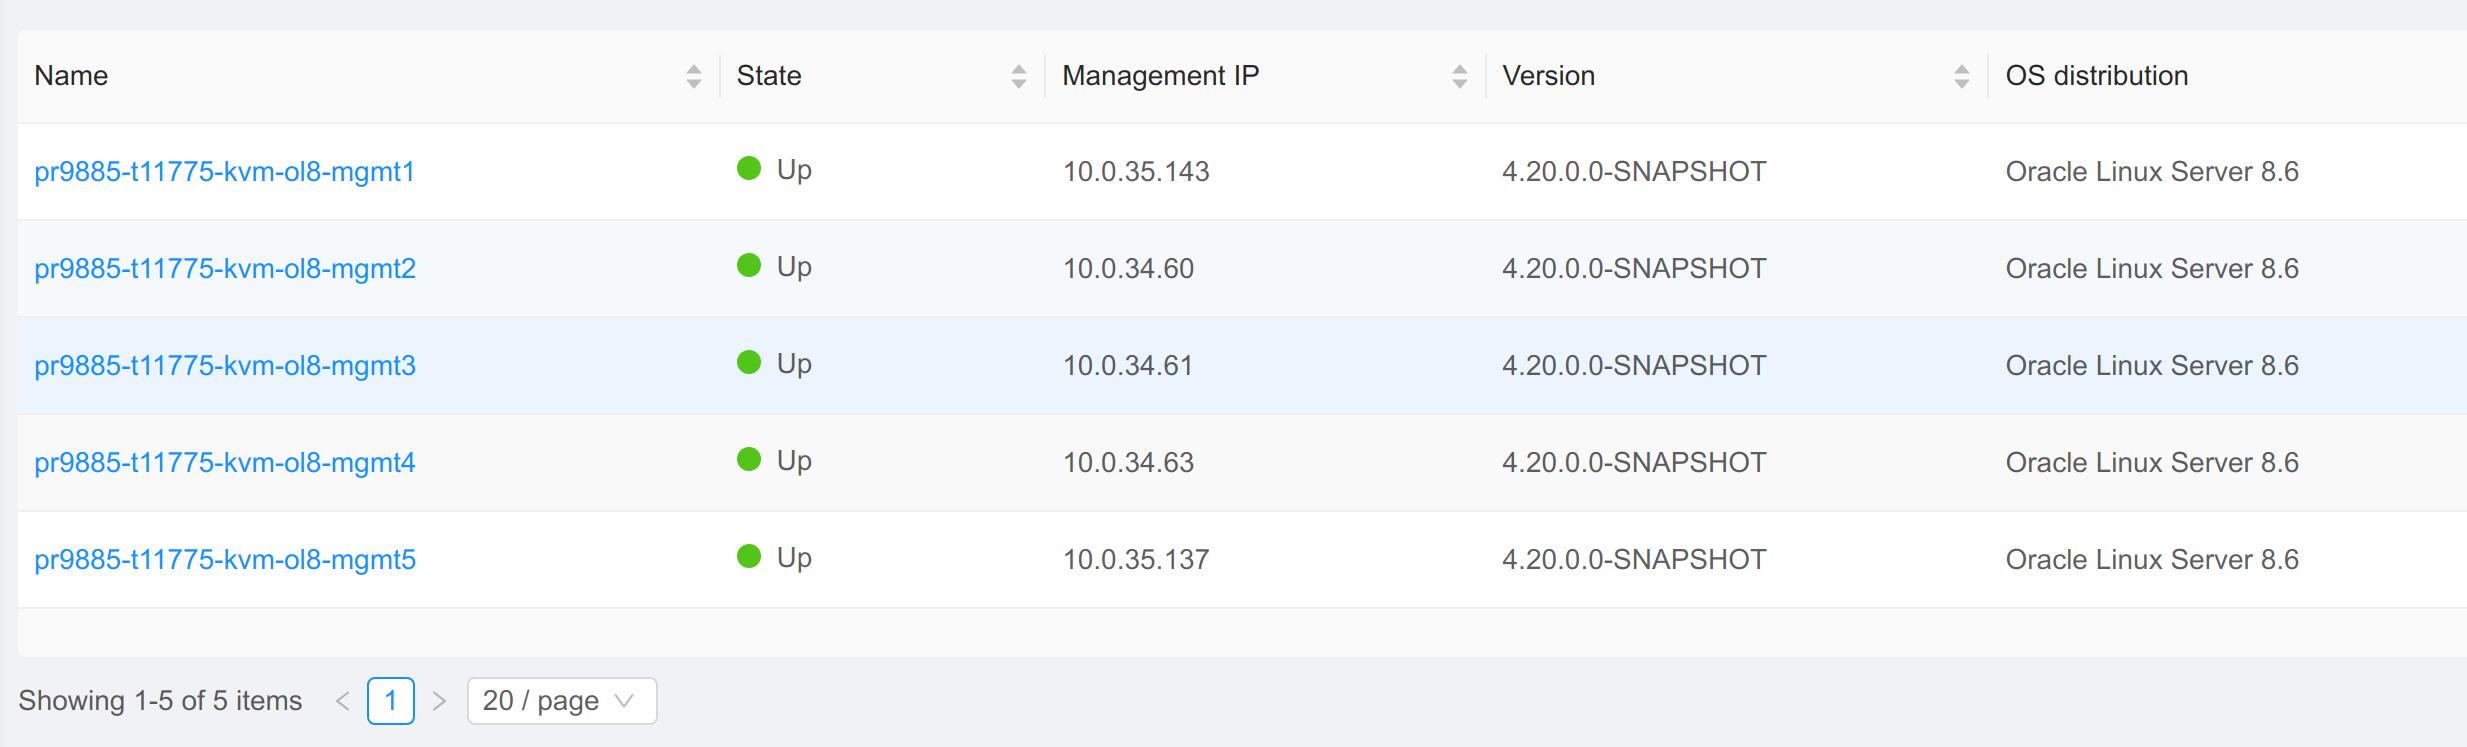 Name State Management IP Version OS distribution
pr9885-t11775-kvm-ol8-mgmt1 Up 10.0.35.143 4.20.0.0-SNAPSHOT Oracle Linux Server 8.6
pr9885-t11775-kvm-ol8-mgmt2 Up 10.0.34.60 4.20.0.0-SNAPSHOT Oracle Linux Server 8.6
pr9885-t11775-kvm-ol8-mgmt3 Up 10.0.34.61 4.20.0.0-SNAPSHOT Oracle Linux Server 8.6
pr9885-t11775-kvm-ol8-mgmt4 Up 10.0.34.63 4.20.0.0-SNAPSHOT Oracle Linux Server 8.6
pr9885-t11775-kvm-ol8-mgmt5 Up 10.0.35.137 4.20.0.0-SNAPSHOT Oracle Linux Server 8.6
Showing 1-5 of 5 items < 1 > 20 / page